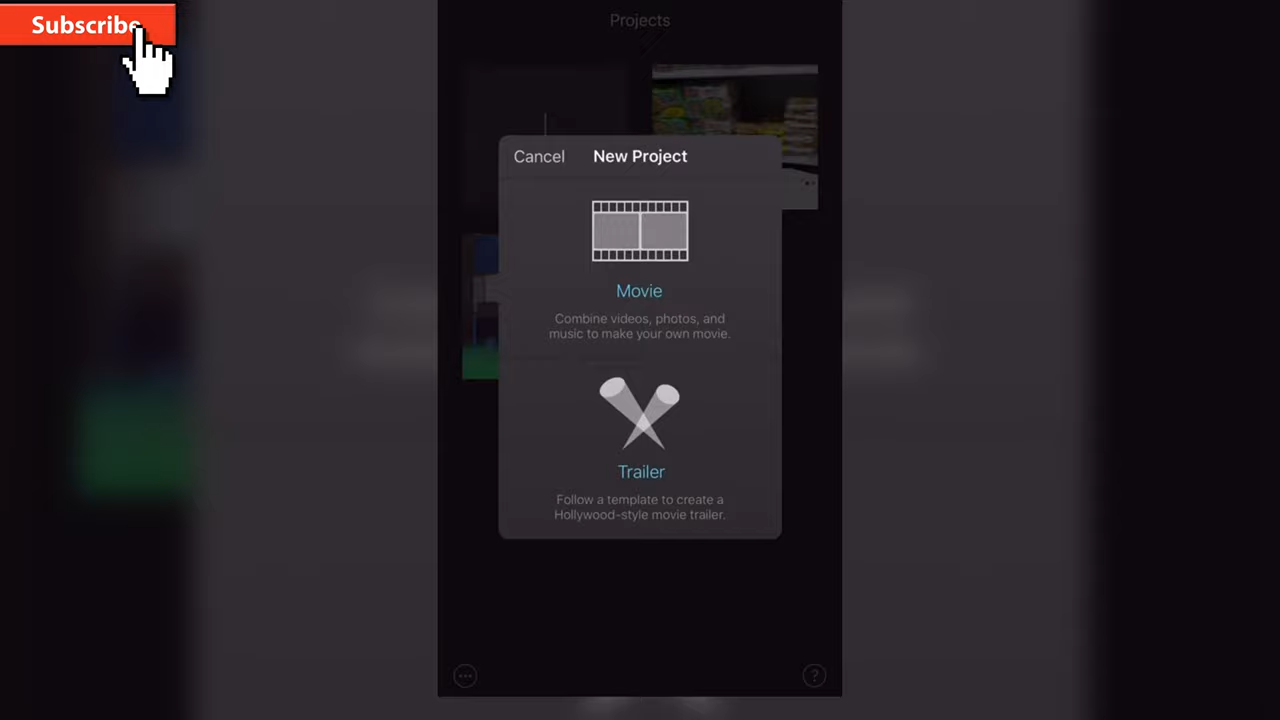 Subscribe
Projects
Cancel
New Project
Movie
Combine videos, photos, and
music to make your own movie.
Trailer
Follow a template to create a
Hollywood-style movie trailer.
?